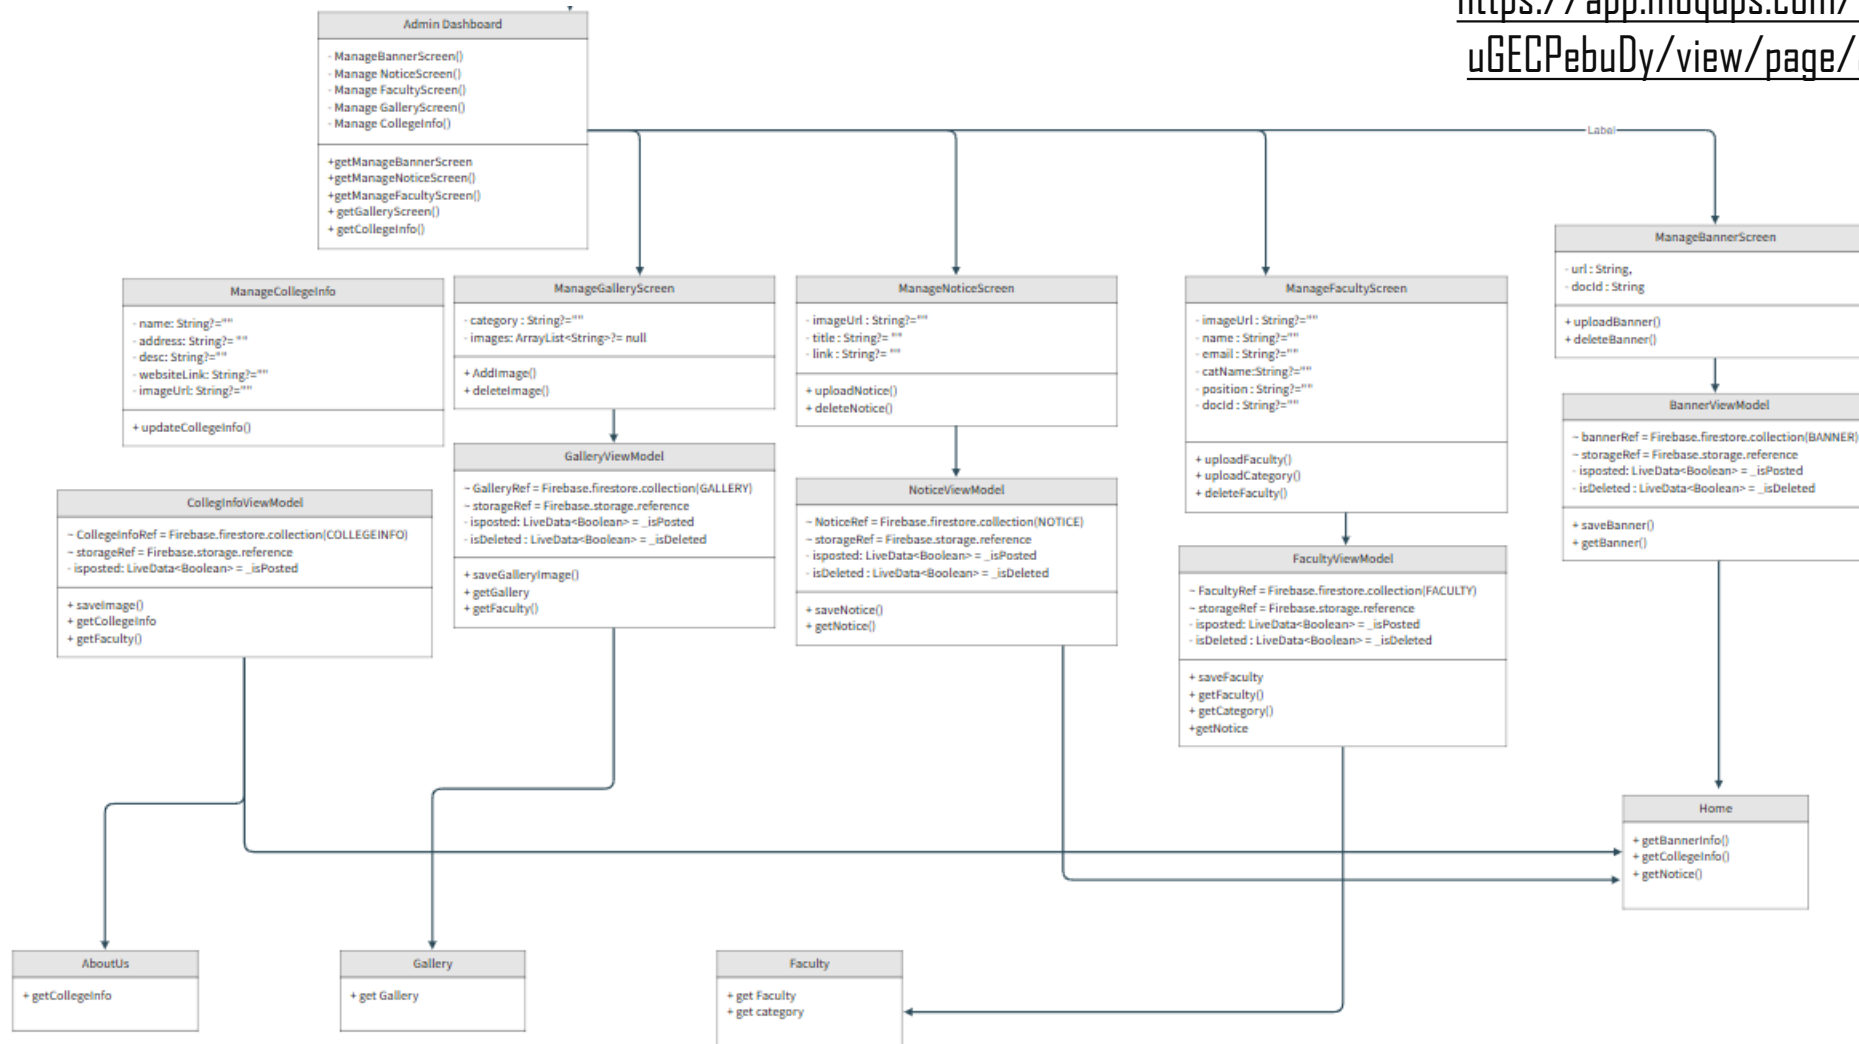 https://app.moqups.com/
uGECPebuDy/view/page/
Admin Dashboard
- ManageBannerScreen()
- Manage NoticeScreen()
- Manage FacultyScreen()
- Manage GalleryScreen()
- Manage CollegeInfo()
+getManageBannerScreen
+getManageNoticeScreen()
+getManageFacultyScreen()
+ getGalleryScreen()
+ getCollegeInfo()
Label
ManageCollegeInfo
- name: String?=""
- address: String?= ""
- desc: String?=""
- websiteLink: String?=""
- imageUrl: String?=""
+ updateCollegeInfo()
ManageGalleryScreen
- category : String?=""
- images: ArrayList<String>?= null
+ AddImage()
+ deleteImage()
ManageNoticeScreen
- imageUrl : String?=""
- title : String?= ""
- link : String?= ""
+ uploadNotice()
+ deleteNotice()
ManageFacultyScreen
- imageUrl : String?=""
- name : String?=""
- email : String?=""
- catName:String?=""
- position : String?=""
- docId : String?=""
+ uploadFaculty()
+ uploadCategory()
+ deleteFaculty()
ManageBannerScreen
- url : String,
- docId : String
+ uploadBanner()
+ deleteBanner()
CollegInfoViewModel
~ CollegeInfoRef = Firebase.firestore.collection(COLLEGEINFO)
~ storageRef = Firebase.storage.reference
- isposted: LiveData<Boolean> = _isPosted
+ saveImage()
+ getCollegeInfo
+ getFaculty()
GalleryViewModel
~ GalleryRef = Firebase.firestore.collection(GALLERY)
~ storageRef = Firebase.storage.reference
- isposted: LiveData<Boolean> = _isPosted
- isDeleted : LiveData<Boolean> = _isDeleted
+ saveGalleryImage()
+ getGallery
+ getFaculty()
NoticeViewModel
~ NoticeRef = Firebase.firestore.collection(NOTICE)
~ storageRef = Firebase.storage.reference
- isposted: LiveData<Boolean> = _isPosted
- isDeleted : LiveData<Boolean> = _isDeleted
+ saveNotice()
+ getNotice()
FacultyViewModel
~ FacultyRef = Firebase.firestore.collection(FACULTY)
~ storageRef = Firebase.storage.reference
- isposted: LiveData<Boolean> = _isPosted
- isDeleted : LiveData<Boolean> = _isDeleted
+ saveFaculty
+ getFaculty()
+ getCategory()
+getNotice
BannerViewModel
~ bannerRef = Firebase.firestore.collection(BANNER)
~ storageRef = Firebase.storage.reference
- isposted: LiveData<Boolean> = _isPosted
- isDeleted : LiveData<Boolean> = _isDeleted
+ saveBanner()
+ getBanner()
Home
+ getBannerInfo()
+ getCollegeInfo()
+ getNotice()
AboutUs
+ getCollegeInfo
Gallery
+ get Gallery
Faculty
+ get Faculty
+ get category